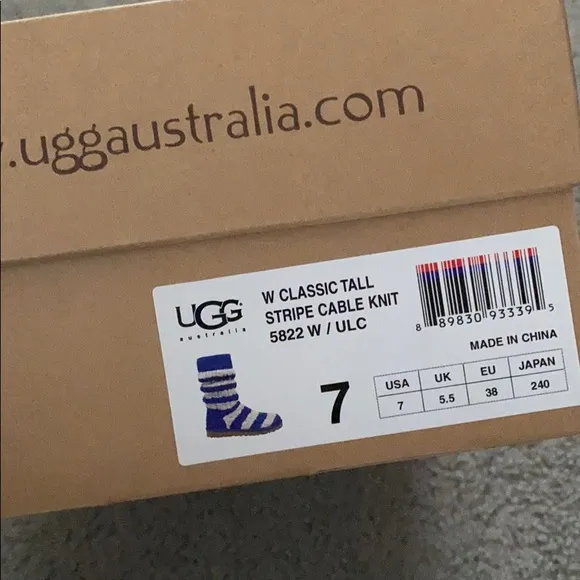 .uggaustralia.com
UGG
australia
W CLASSIC TALL
STRIPE CABLE KNIT
5822 W / ULC
8 89830 93339 5
MADE IN CHINA
7
USA UK EU JAPAN
7 5.5 38 240